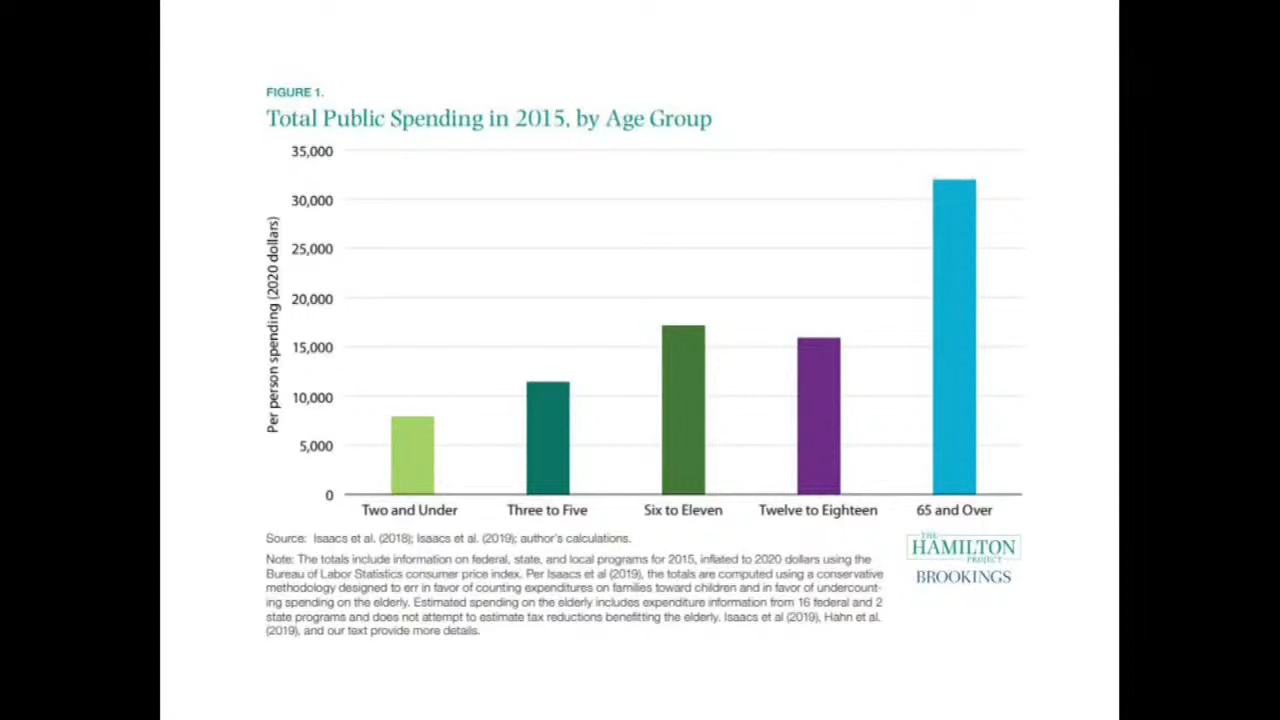 FIGURE 1.
Total Public Spending in 2015, by Age Group
35,000
30,000
25,000
20,000
15,000
10,000
5,000
0
Per person spending (2020 dollars)
Two and Under
Three to Five
Six to Eleven
Twelve to Eighteen
65 and Over
Source: Isaacs et al. (2018); Isaacs et al. (2019); author's calculations.
Note: The totals include information on federal, state, and local programs for 2015, inflated to 2020 dollars using the
Bureau of Labor Statistics consumer price index. Per Isaacs et al (2019), the totals are computed using a conservative
methodology designed to err in favor of counting expenditures on families toward children and in favor of undercount-
ing spending on the elderly. Estimated spending on the elderly includes expenditure information from 16 federal and 2
state programs and does not attempt to estimate tax reductions benefitting the elderly. Isaacs et al (2019), Hahn et al.
(2019), and our text provide more details.
THE
HAMILTON
PROJECT
BROOKINGS